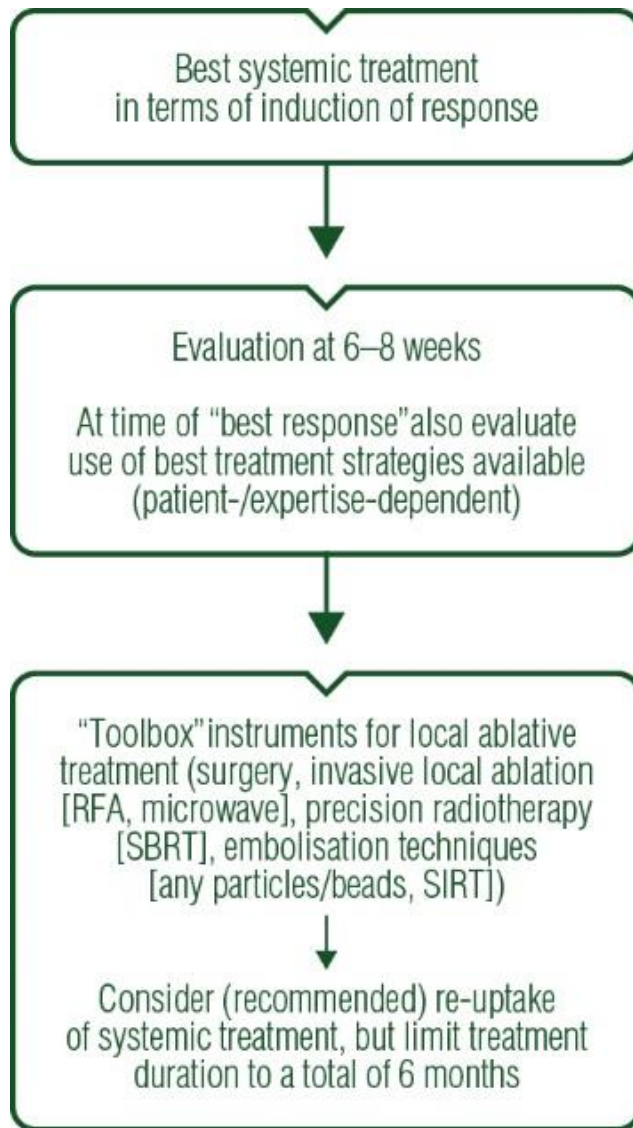 Best systemic treatment
in terms of induction of response
Evaluation at 6–8 weeks
At time of “best response”also evaluate
use of best treatment strategies available
(patient-/expertise-dependent)
“Toolbox”instruments for local ablative
treatment (surgery, invasive local ablation
[RFA, microwave], precision radiotherapy
[SBRT], embolisation techniques
[any particles/beads, SIRT])
Consider (recommended) re-uptake
of systemic treatment, but limit treatment
duration to a total of 6 months